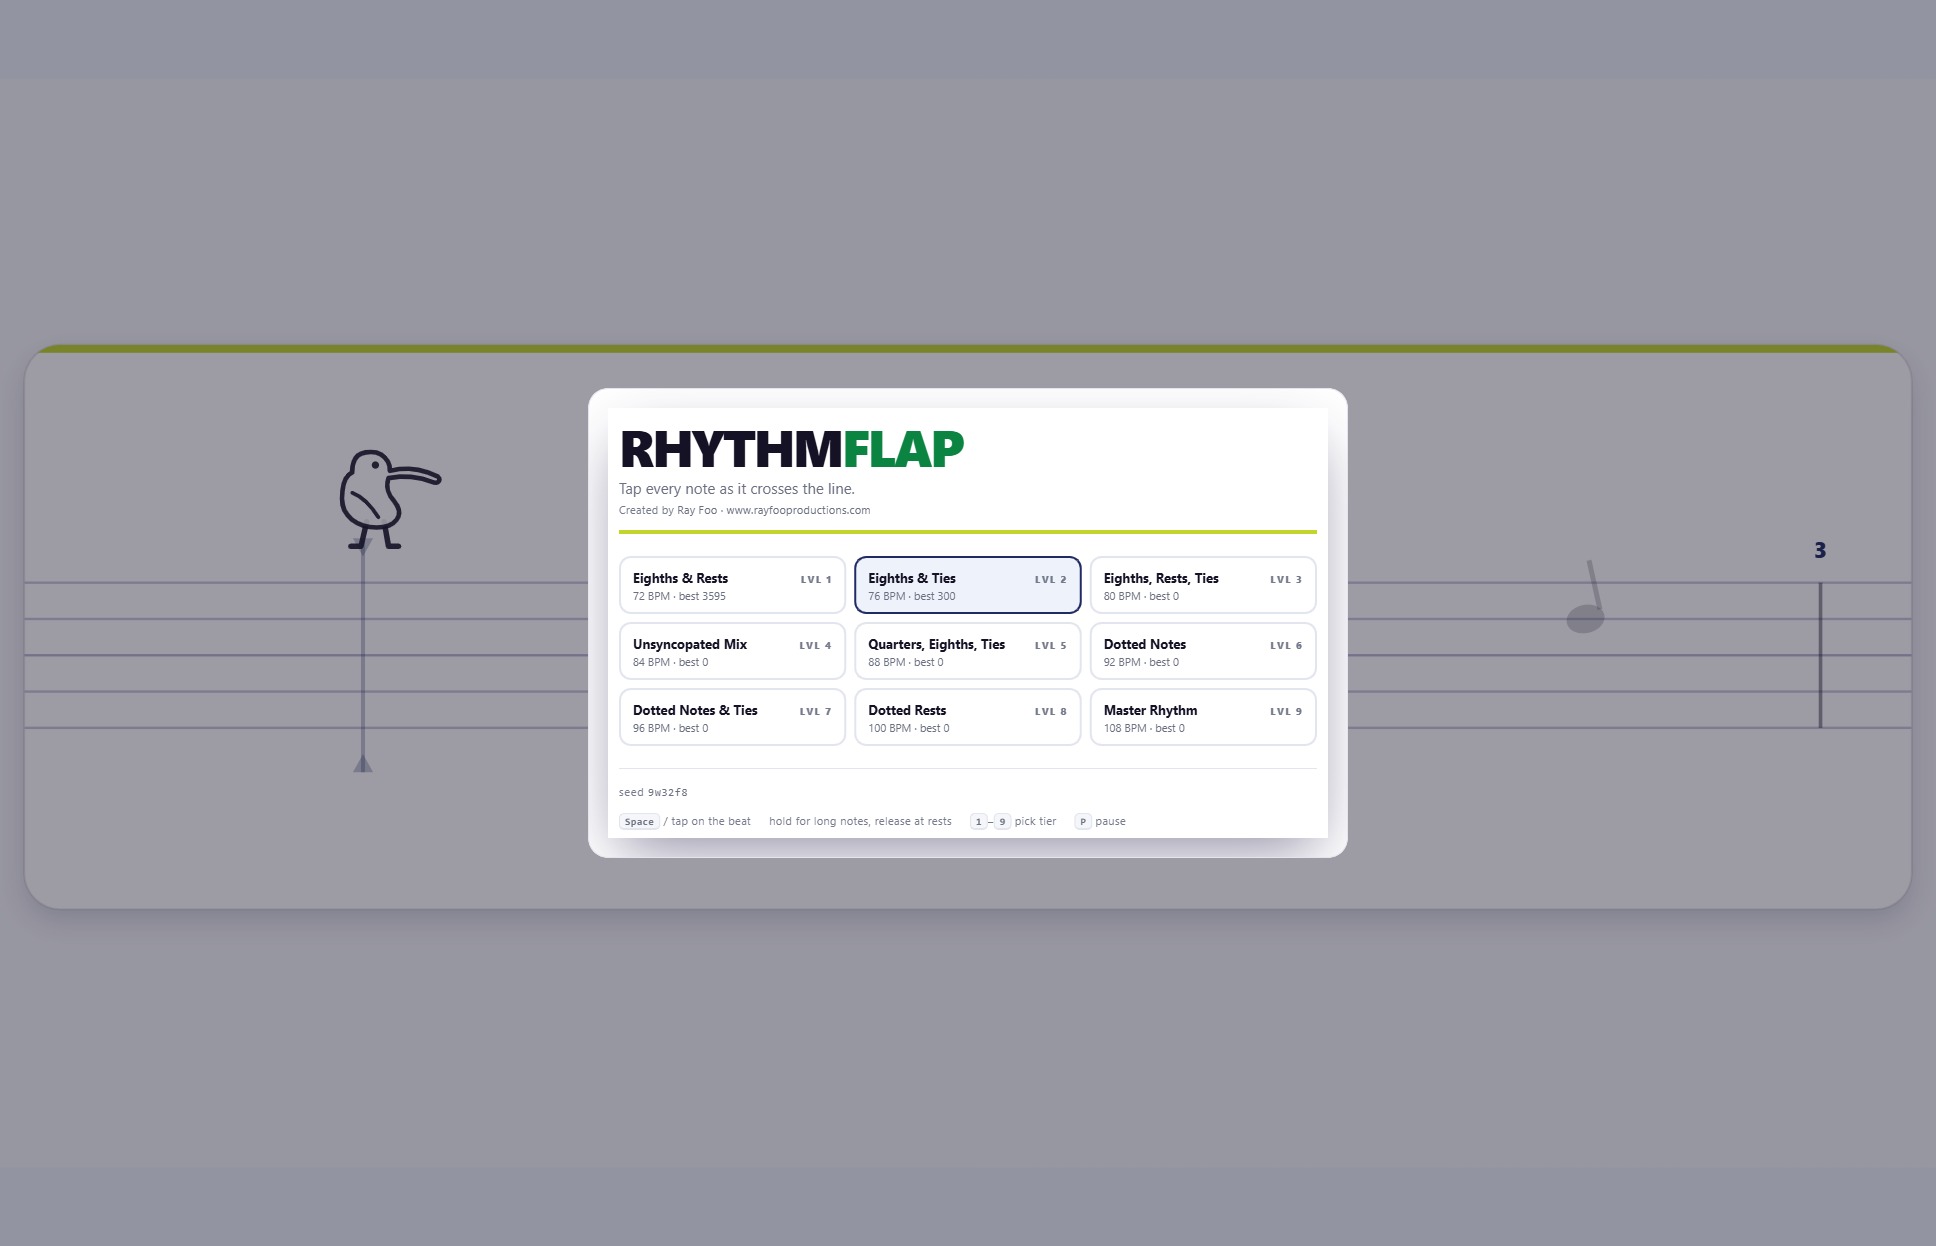 RHYTHMFLAP
Tap every note as it crosses the line.
Created by Ray Foo · www.rayfooproductions.com
Eighths & Rests LVL 1
72 BPM · best 3595
Eighths & Ties LVL 2
76 BPM · best 300
Eighths, Rests, Ties LVL 3
80 BPM · best 0
Unsyncopated Mix LVL 4
84 BPM · best 0
Quarters, Eighths, Ties LVL 5
88 BPM · best 0
Dotted Notes LVL 6
92 BPM · best 0
Dotted Notes & Ties LVL 7
96 BPM · best 0
Dotted Rests LVL 8
100 BPM · best 0
Master Rhythm LVL 9
108 BPM · best 0
seed 9w32f8
Space / tap on the beat hold for long notes, release at rests 1–9 pick tier P pause
3